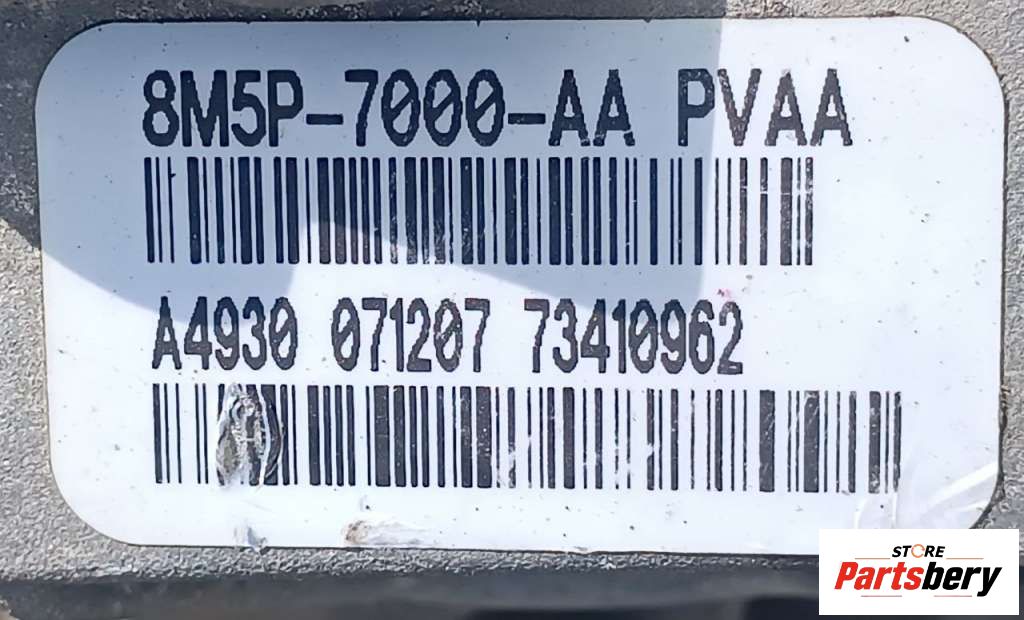 8M5P-7000-AA PVAA
A4930 071207 73410962
STORE
Partsbery